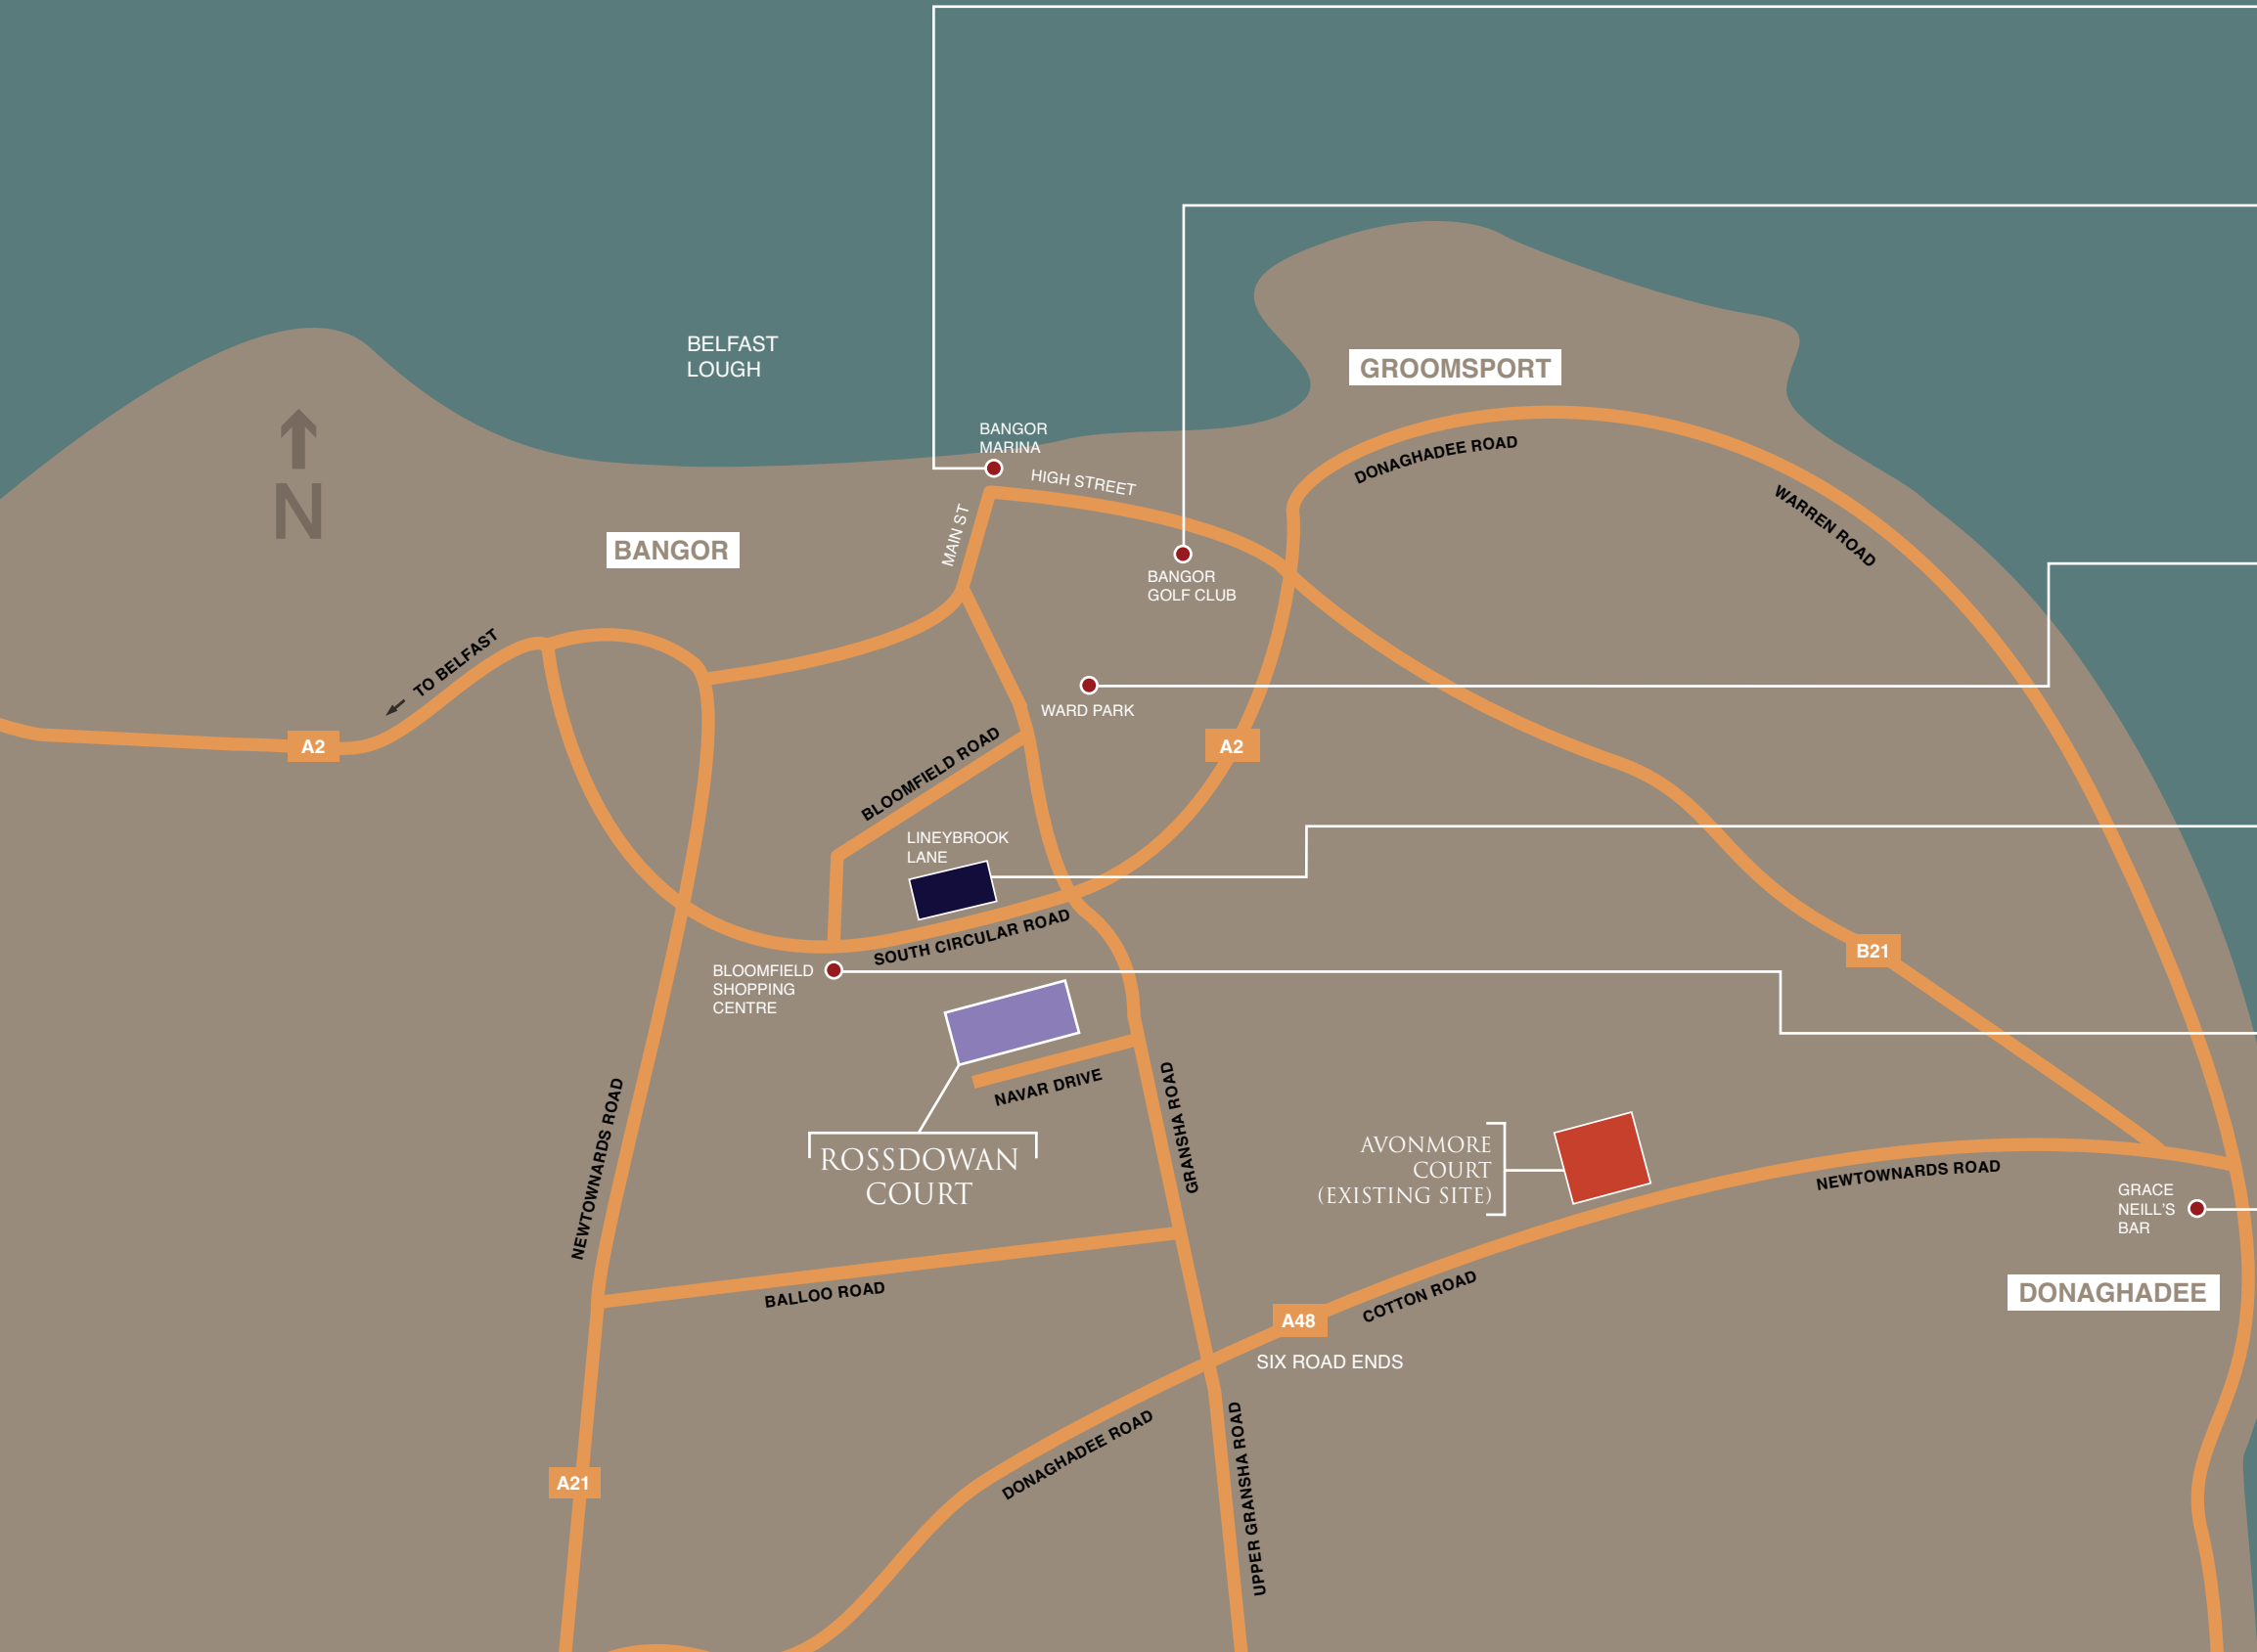 BELFAST
LOUGH
GROOMSPORT
BANGOR
MARINA
HIGH STREET
DONAGHADEE ROAD
N
WARREN ROAD
MAIN ST
BANGOR
BANGOR
GOLF CLUB
TO BELFAST
WARD PARK
A2
A2
BLOOMFIELD ROAD
LINEYBROOK
LANE
SOUTH CIRCULAR ROAD
B21
BLOOMFIELD
SHOPPING
CENTRE
NAVAR DRIVE
NEWTOWNARDS ROAD
GRANSHA ROAD
ROSSDOWAN
COURT
AVONMORE
COURT
(EXISTING SITE)
NEWTOWNARDS ROAD
GRACE
NEILL'S
BAR
BALLOO ROAD
COTTON ROAD
DONAGHADEE
A48
SIX ROAD ENDS
DONAGHADEE ROAD
UPPER GRANSHA ROAD
A21